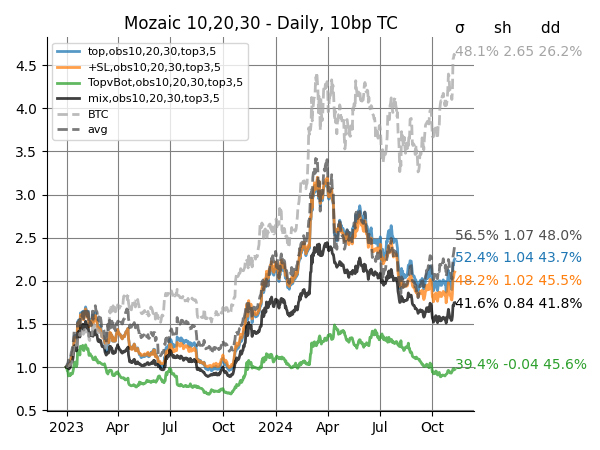 Mozaic 10,20,30 - Daily, 10bp TC
σ sh dd
top,obs10,20,30,top3,5
+SL,obs10,20,30,top3,5
TopvBot,obs10,20,30,top3,5
mix,obs10,20,30,top3,5
BTC
avg
48.1% 2.65 26.2%
56.5% 1.07 48.0%
52.4% 1.04 43.7%
48.2% 1.02 45.5%
41.6% 0.84 41.8%
39.4% -0.04 45.6%
4.5
4.0
3.5
3.0
2.5
2.0
1.5
1.0
0.5
2023 Apr Jul Oct 2024 Apr Jul Oct